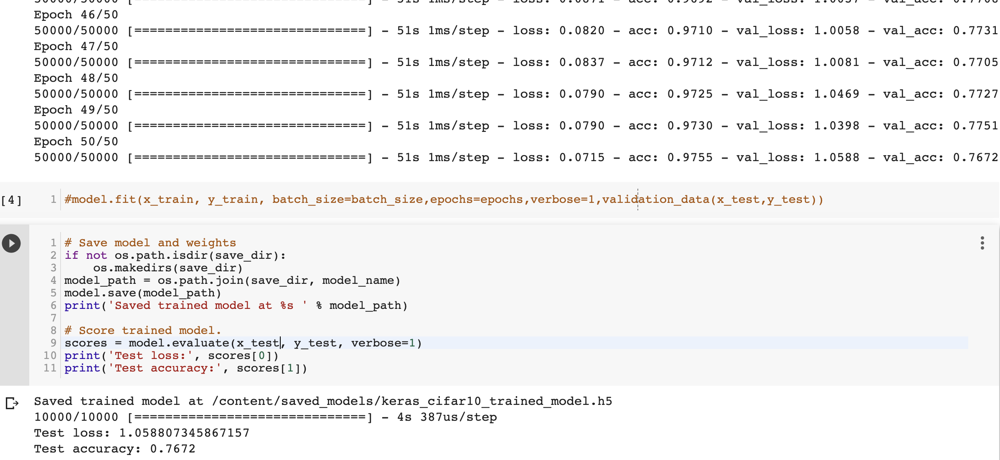 Epoch 46/50
50000/50000 [==============================] - 51s 1ms/step - loss: 0.0820 - acc: 0.9710 - val_loss: 1.0058 - val_acc: 0.7731
Epoch 47/50
50000/50000 [==============================] - 51s 1ms/step - loss: 0.0837 - acc: 0.9712 - val_loss: 1.0081 - val_acc: 0.7705
Epoch 48/50
50000/50000 [==============================] - 51s 1ms/step - loss: 0.0790 - acc: 0.9725 - val_loss: 1.0469 - val_acc: 0.7727
Epoch 49/50
50000/50000 [==============================] - 51s 1ms/step - loss: 0.0790 - acc: 0.9730 - val_loss: 1.0398 - val_acc: 0.7751
Epoch 50/50
50000/50000 [==============================] - 51s 1ms/step - loss: 0.0715 - acc: 0.9755 - val_loss: 1.0588 - val_acc: 0.7672
[4] 1 #model.fit(x_train, y_train, batch_size=batch_size,epochs=epochs,verbose=1,validation_data(x_test,y_test))
1 # Save model and weights
2 if not os.path.isdir(save_dir):
3     os.makedirs(save_dir)
4 model_path = os.path.join(save_dir, model_name)
5 model.save(model_path)
6 print('Saved trained model at %s ' % model_path)
7
8 # Score trained model.
9 scores = model.evaluate(x_test, y_test, verbose=1)
10 print('Test loss:', scores[0])
11 print('Test accuracy:', scores[1])
Saved trained model at /content/saved_models/keras_cifar10_trained_model.h5
10000/10000 [==============================] - 4s 387us/step
Test loss: 1.058807345867157
Test accuracy: 0.7672